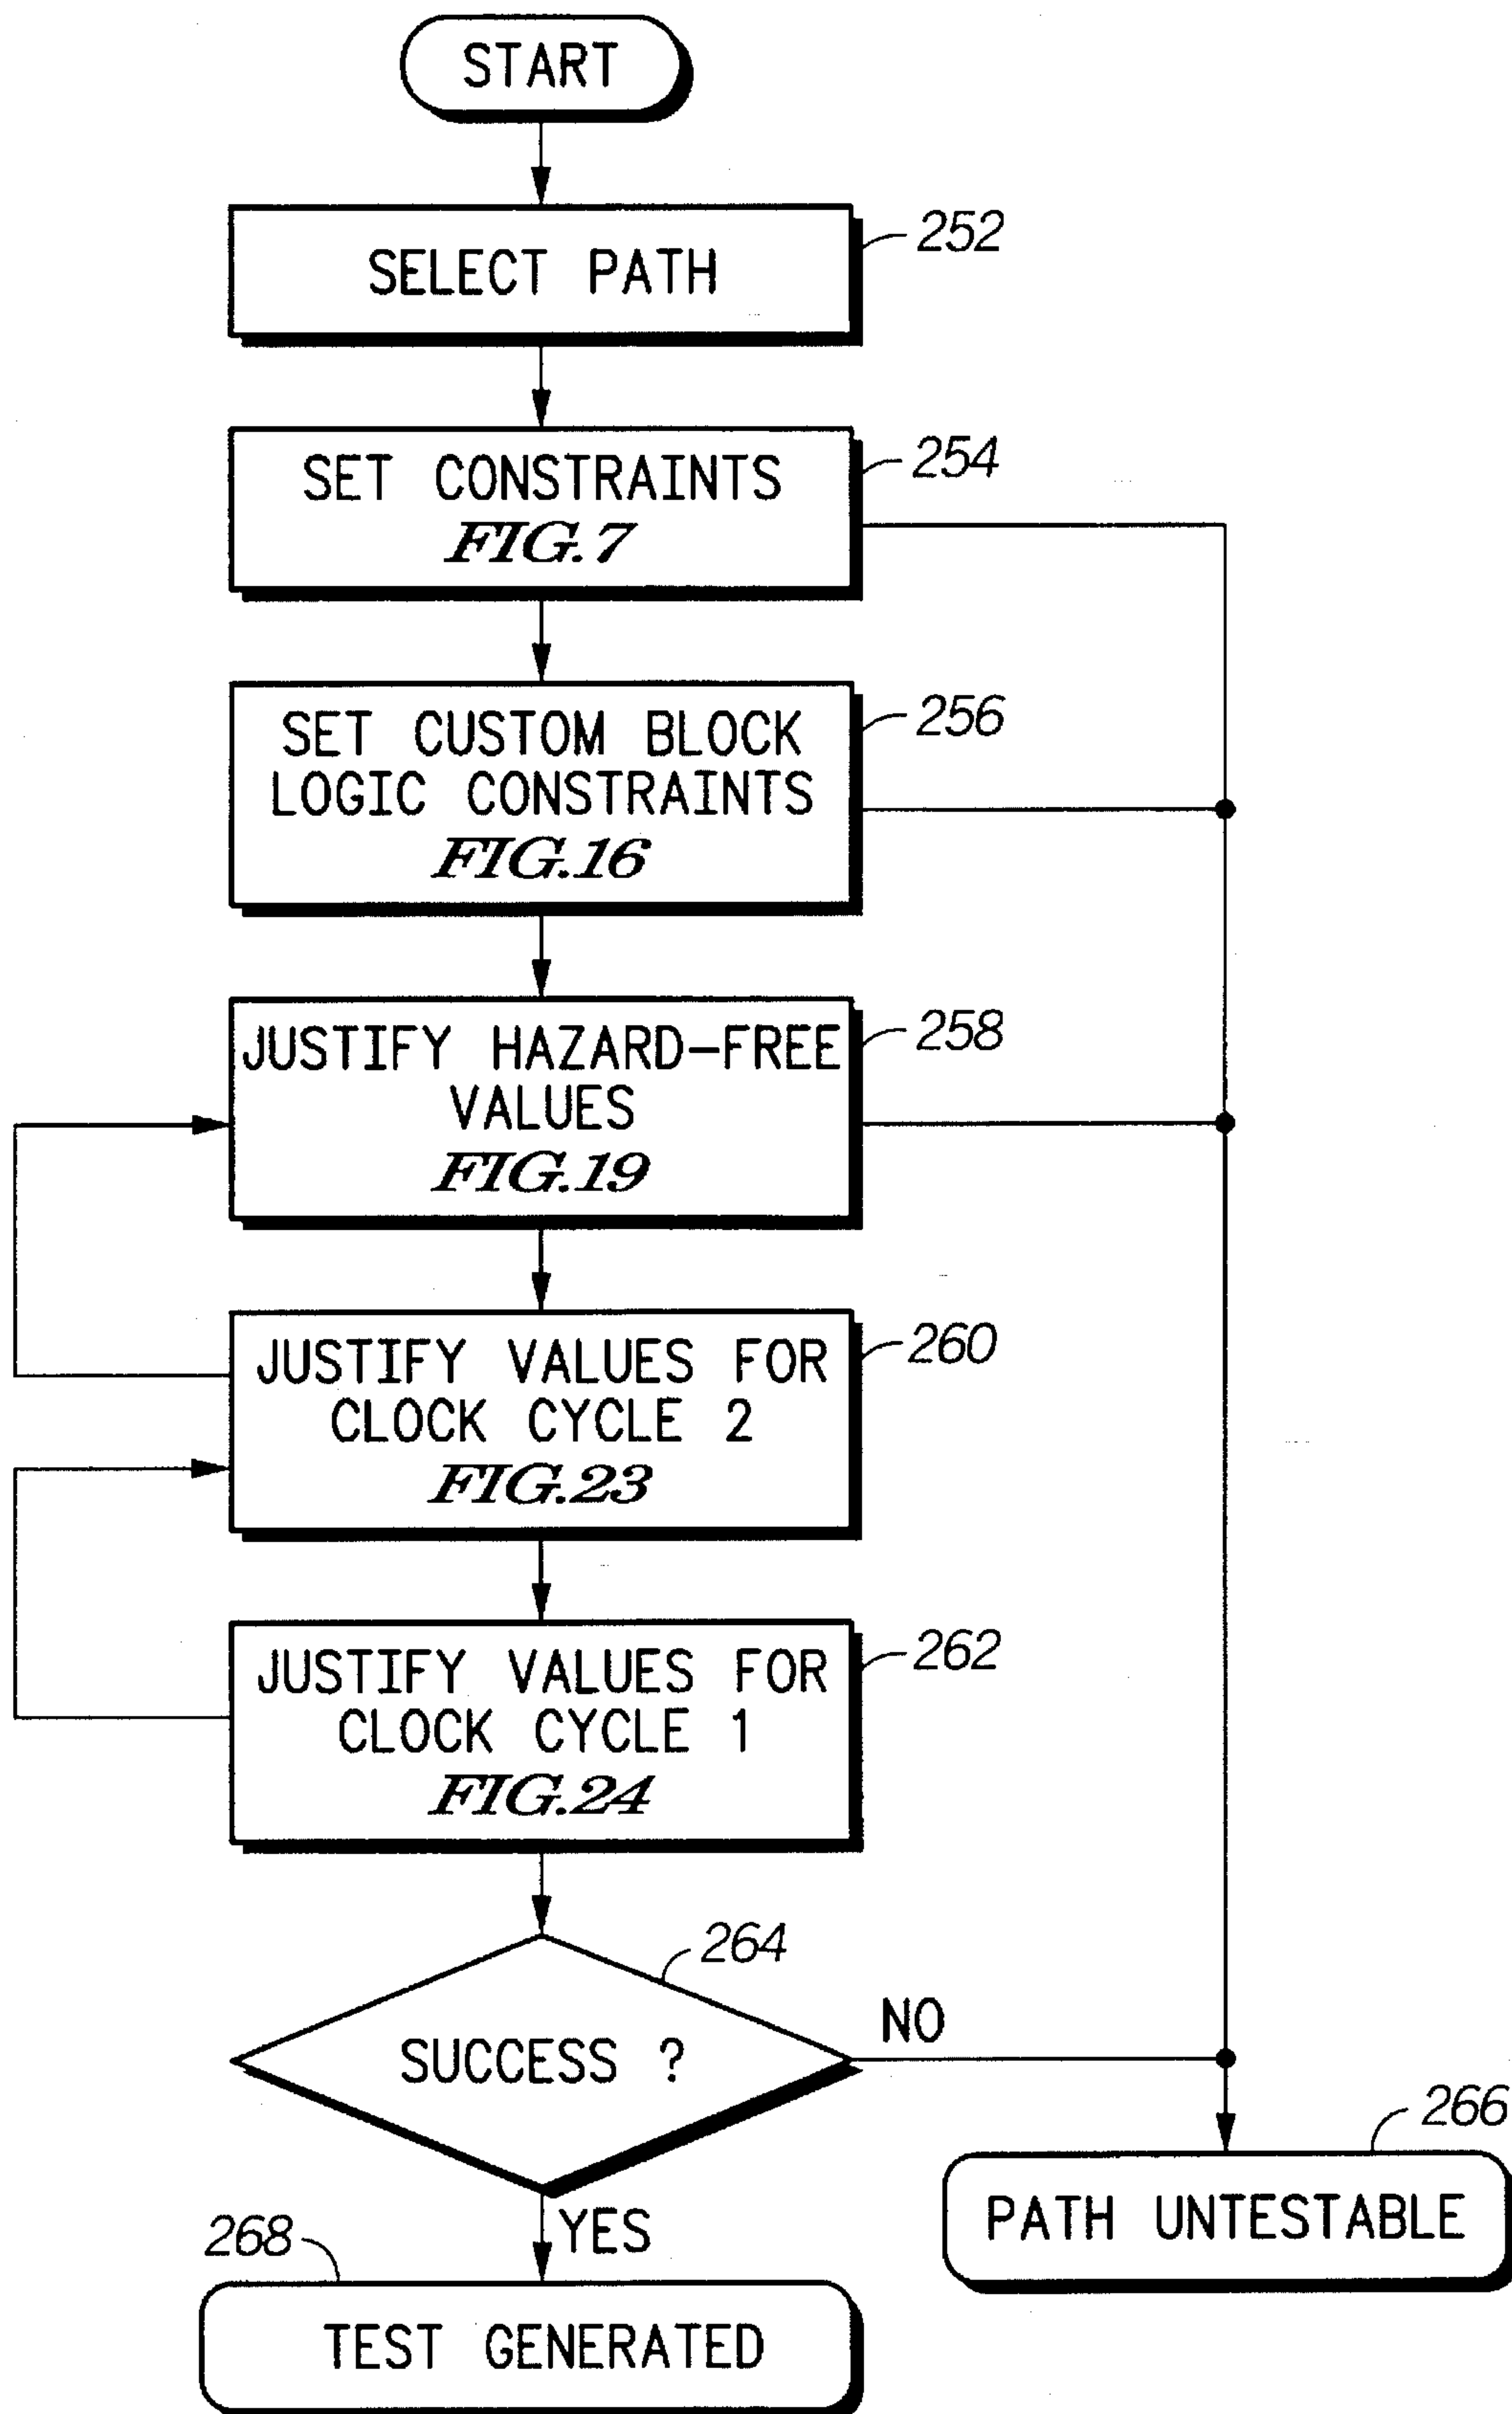 START
SELECT PATH
252
SET CONSTRAINTS
FIG.7
254
SET CUSTOM BLOCK
LOGIC CONSTRAINTS
FIG.16
256
JUSTIFY HAZARD-FREE
VALUES
FIG.19
258
JUSTIFY VALUES FOR
CLOCK CYCLE 2
FIG.23
260
JUSTIFY VALUES FOR
CLOCK CYCLE 1
FIG.24
262
264
SUCCESS ?
NO
YES
266
PATH UNTESTABLE
268
TEST GENERATED